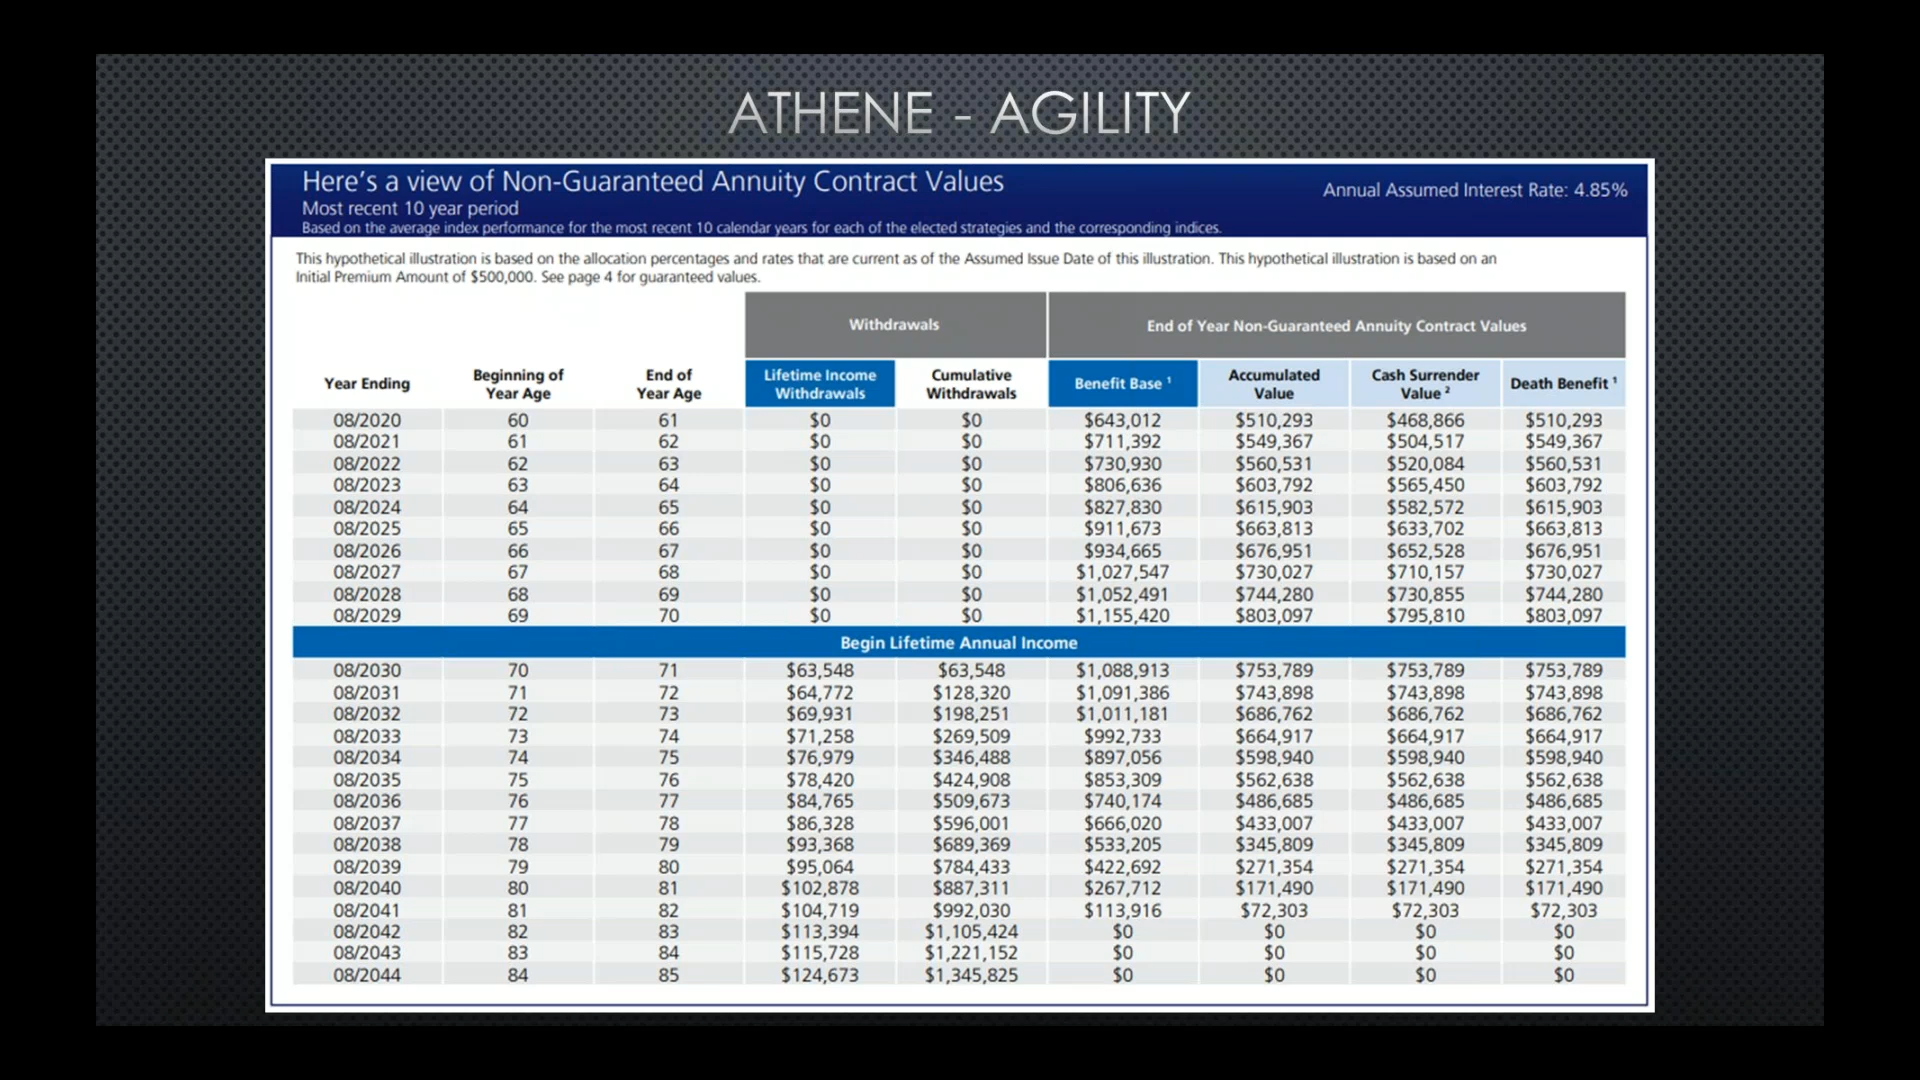 ATHENE - AGILITY
Here's a view of Non-Guaranteed Annuity Contract Values
Annual Assumed Interest Rate: 4.85%
Most recent 10 year period
Based on the average index performance for the most recent 10 calendar years for each of the elected strategies and the corresponding indices.
This hypothetical illustration is based on the allocation percentages and rates that are current as of the Assumed Issue Date of this illustration. This hypothetical illustration is based on an
Initial Premium Amount of $500,000. See page 4 for guaranteed values.
Withdrawals End of Year Non-Guaranteed Annuity Contract Values
Year Ending Beginning of Year Age End of Year Age Lifetime Income Withdrawals Cumulative Withdrawals Benefit Base 1 Accumulated Value Cash Surrender Value 2 Death Benefit 1
08/2020 60 61 $0 $0 $643,012 $510,293 $468,866 $510,293
08/2021 61 62 $0 $0 $711,392 $549,367 $504,517 $549,367
08/2022 62 63 $0 $0 $730,930 $560,531 $520,084 $560,531
08/2023 63 64 $0 $0 $806,636 $603,792 $565,450 $603,792
08/2024 64 65 $0 $0 $827,830 $615,903 $582,572 $615,903
08/2025 65 66 $0 $0 $911,673 $663,813 $633,702 $663,813
08/2026 66 67 $0 $0 $934,665 $676,951 $652,528 $676,951
08/2027 67 68 $0 $0 $1,027,547 $730,027 $710,157 $730,027
08/2028 68 69 $0 $0 $1,052,491 $744,280 $730,855 $744,280
08/2029 69 70 $0 $0 $1,155,420 $803,097 $795,810 $803,097
Begin Lifetime Annual Income
08/2030 70 71 $63,548 $63,548 $1,088,913 $753,789 $753,789 $753,789
08/2031 71 72 $64,772 $128,320 $1,091,386 $743,898 $743,898 $743,898
08/2032 72 73 $69,931 $198,251 $1,011,181 $686,762 $686,762 $686,762
08/2033 73 74 $71,258 $269,509 $992,733 $664,917 $664,917 $664,917
08/2034 74 75 $76,979 $346,488 $897,056 $598,940 $598,940 $598,940
08/2035 75 76 $78,420 $424,908 $853,309 $562,638 $562,638 $562,638
08/2036 76 77 $84,765 $509,673 $740,174 $486,685 $486,685 $486,685
08/2037 77 78 $86,328 $596,001 $666,020 $433,007 $433,007 $433,007
08/2038 78 79 $93,368 $689,369 $533,205 $345,809 $345,809 $345,809
08/2039 79 80 $95,064 $784,433 $422,692 $271,354 $271,354 $271,354
08/2040 80 81 $102,878 $887,311 $267,712 $171,490 $171,490 $171,490
08/2041 81 82 $104,719 $992,030 $113,916 $72,303 $72,303 $72,303
08/2042 82 83 $113,394 $1,105,424 $0 $0 $0 $0
08/2043 83 84 $115,728 $1,221,152 $0 $0 $0 $0
08/2044 84 85 $124,673 $1,345,825 $0 $0 $0 $0